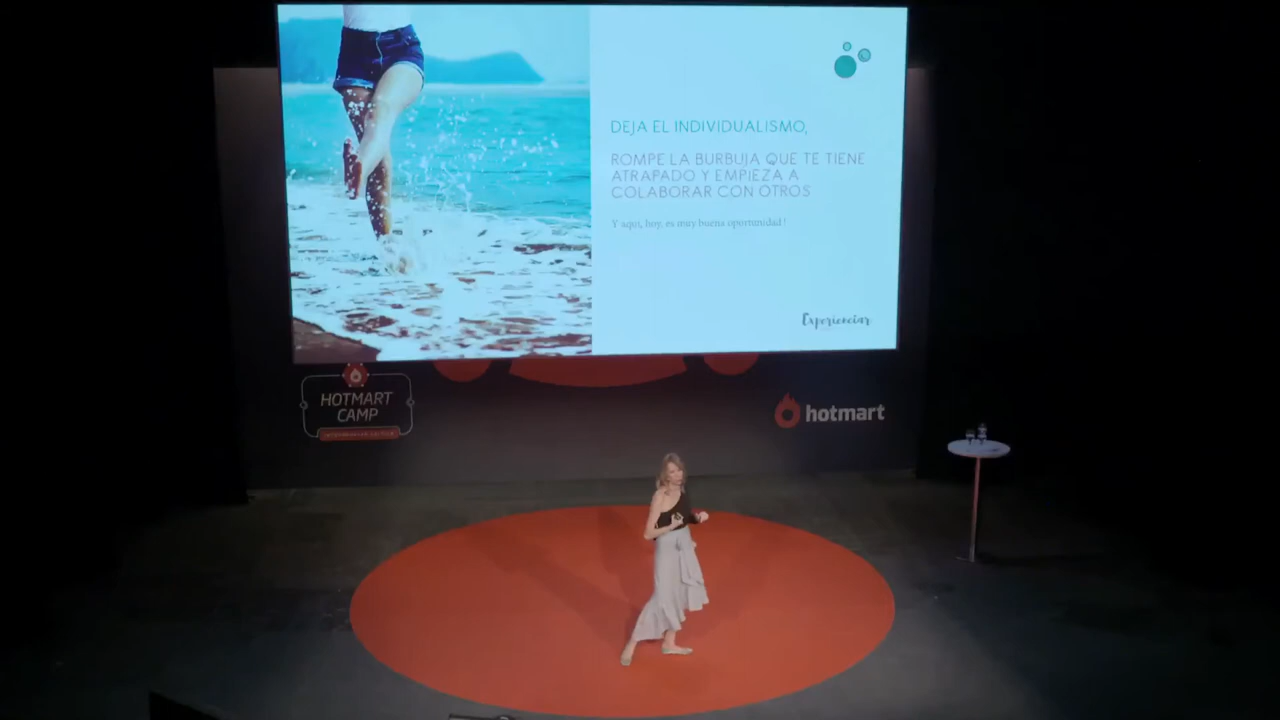 DEJA EL INDIVIDUALISMO,
ROMPE LA BURBUJA QUE TE TIENE
ATRAPADO Y EMPIEZA A
COLABORAR CON OTROS
Y aquí, hoy, es muy buena oportunidad!
Experienciar
HOTMART
CAMP
hotmart